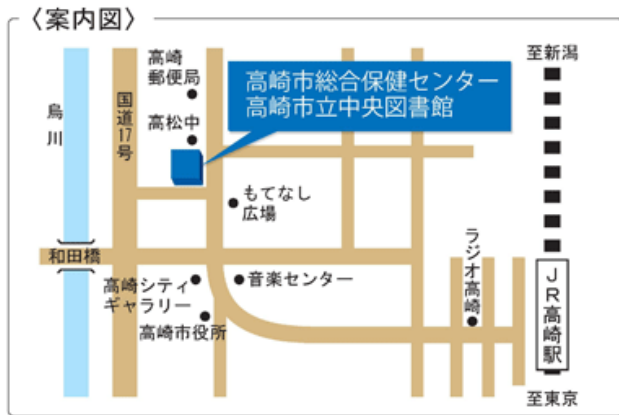 〈案内図〉
至新潟
高崎
郵便局
高崎市総合保健センター
高崎市立中央図書館
国道17号
烏川
高松中
もてなし
広場
和田橋
ラジオ高崎
高崎シティ
ギャラリー
音楽センター
高崎市役所
JR高崎駅
至東京